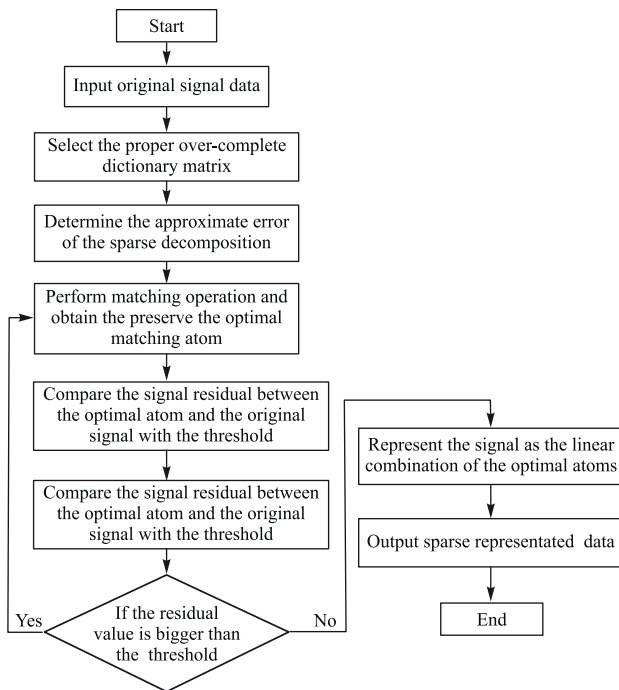 Start
Input original signal data
Select the proper over-complete
dictionary matrix
Determine the approximate error
of the sparse decomposition
Perform matching operation and
obtain the preserve the optimal
matching atom
Compare the signal residual between
the optimal atom and the original
signal with the threshold
Compare the signal residual between
the optimal atom and the original
signal with the threshold
If the residual
value is bigger than
the threshold
Yes
No
Represent the signal as the linear
combination of the optimal atoms
Output sparse representated data
End